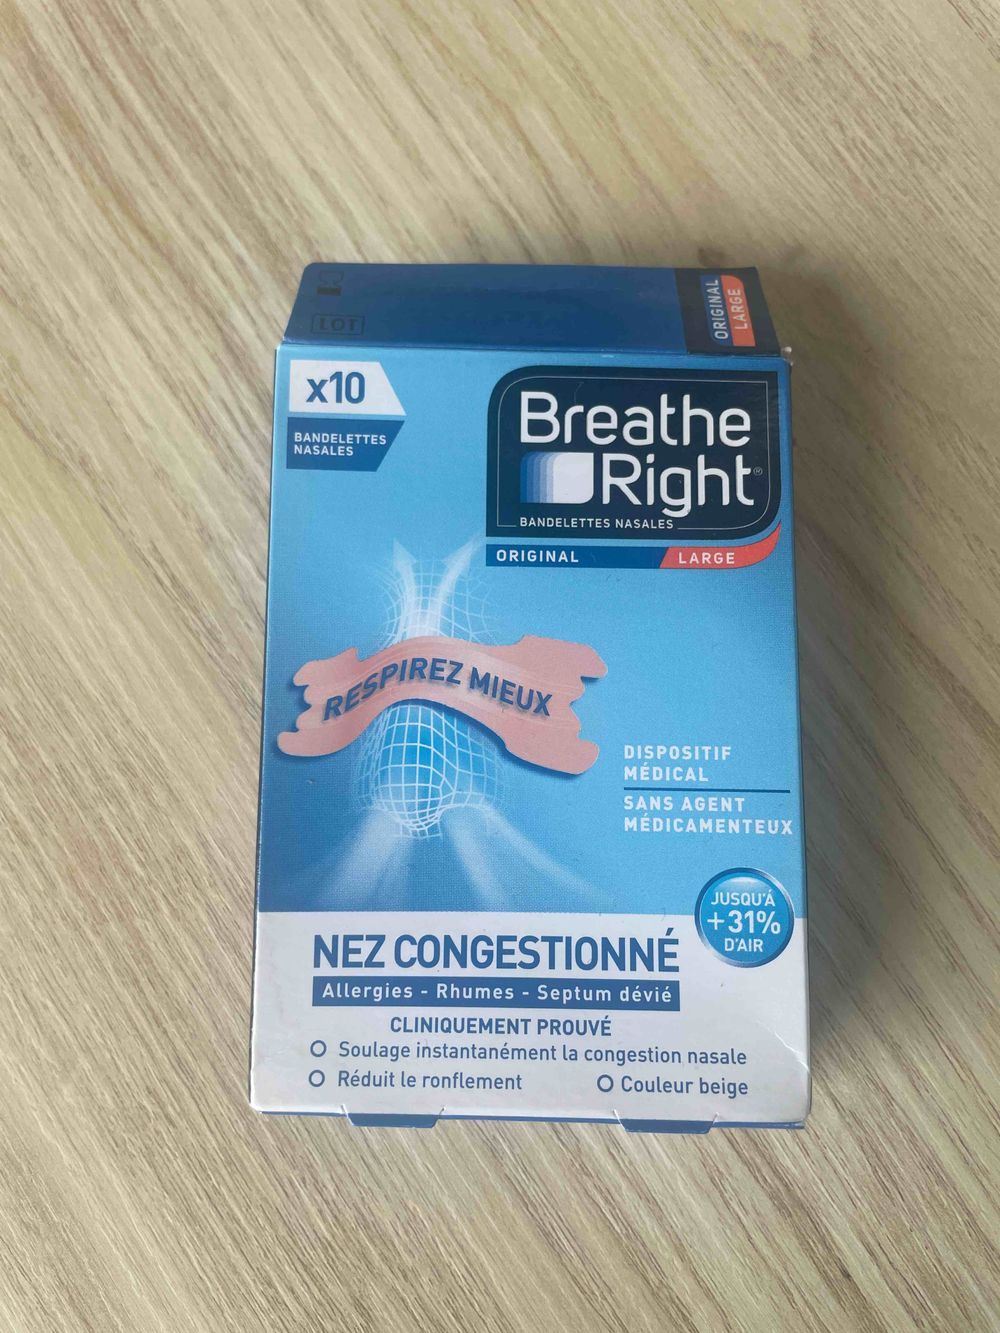 LOT
ORIGINAL
LARGE
x10
BANDELETTES
NASALES
Breathe
Right®
BANDELETTES NASALES
ORIGINAL
LARGE
RESPIREZ MIEUX
DISPOSITIF
MÉDICAL
SANS AGENT
MÉDICAMENTEUX
JUSQU'À
+31%
D'AIR
NEZ CONGESTIONNÉ
Allergies - Rhumes - Septum dévié
CLINIQUEMENT PROUVÉ
Soulage instantanément la congestion nasale
Réduit le ronflement
Couleur beige